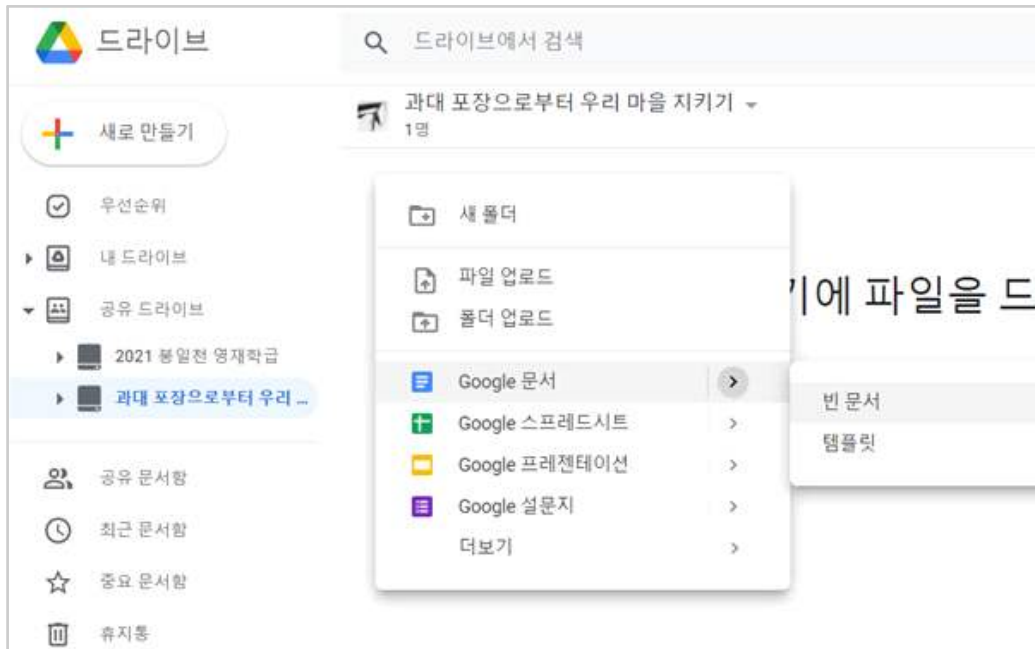 드라이브
드라이브에서 검색
새로 만들기
우선순위
내 드라이브
공유 드라이브
2021 봉일천 영재학급
과대 포장으로부터 우리 ...
공유 문서함
최근 문서함
중요 문서함
휴지통
과대 포장으로부터 우리 마을 지키기
1명
새 폴더
파일 업로드
폴더 업로드
Google 문서
Google 스프레드시트
Google 프레젠테이션
Google 설문지
더보기
빈 문서
템플릿
기에 파일을 드